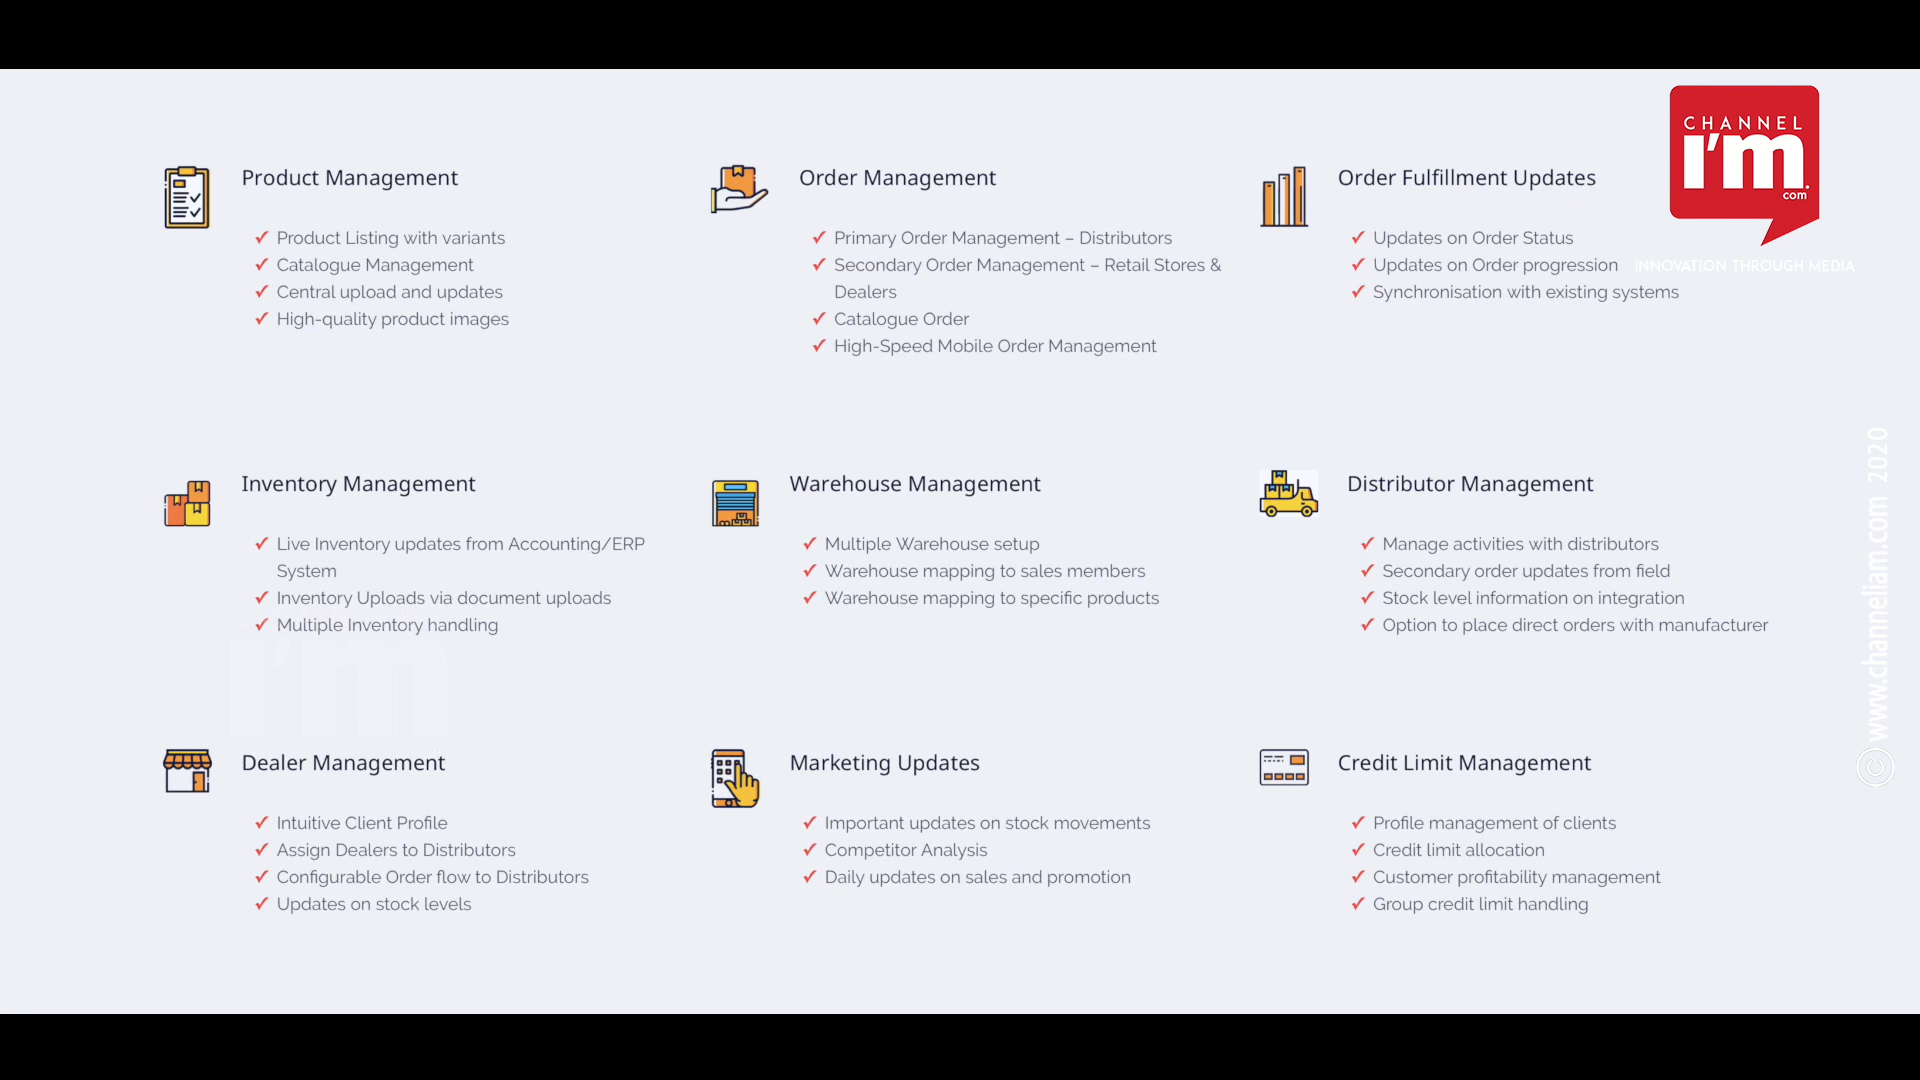 CHANNEL
i'm
.com
INNOVATION THROUGH MEDIA
Product Management
Product Listing with variants
Catalogue Management
Central upload and updates
High-quality product images
Order Management
Primary Order Management – Distributors
Secondary Order Management – Retail Stores &
Dealers
Catalogue Order
High-Speed Mobile Order Management
Order Fulfillment Updates
Updates on Order Status
Updates on Order progression
Synchronisation with existing systems
Inventory Management
Live Inventory updates from Accounting/ERP
System
Inventory Uploads via document uploads
Multiple Inventory handling
i'm
Warehouse Management
Multiple Warehouse setup
Warehouse mapping to sales members
Warehouse mapping to specific products
Distributor Management
Manage activities with distributors
Secondary order updates from field
Stock level information on integration
Option to place direct orders with manufacturer
Dealer Management
Intuitive Client Profile
Assign Dealers to Distributors
Configurable Order flow to Distributors
Updates on stock levels
Marketing Updates
Important updates on stock movements
Competitor Analysis
Daily updates on sales and promotion
Credit Limit Management
Profile management of clients
Credit limit allocation
Customer profitability management
Group credit limit handling
© www.channeliam.com 2020